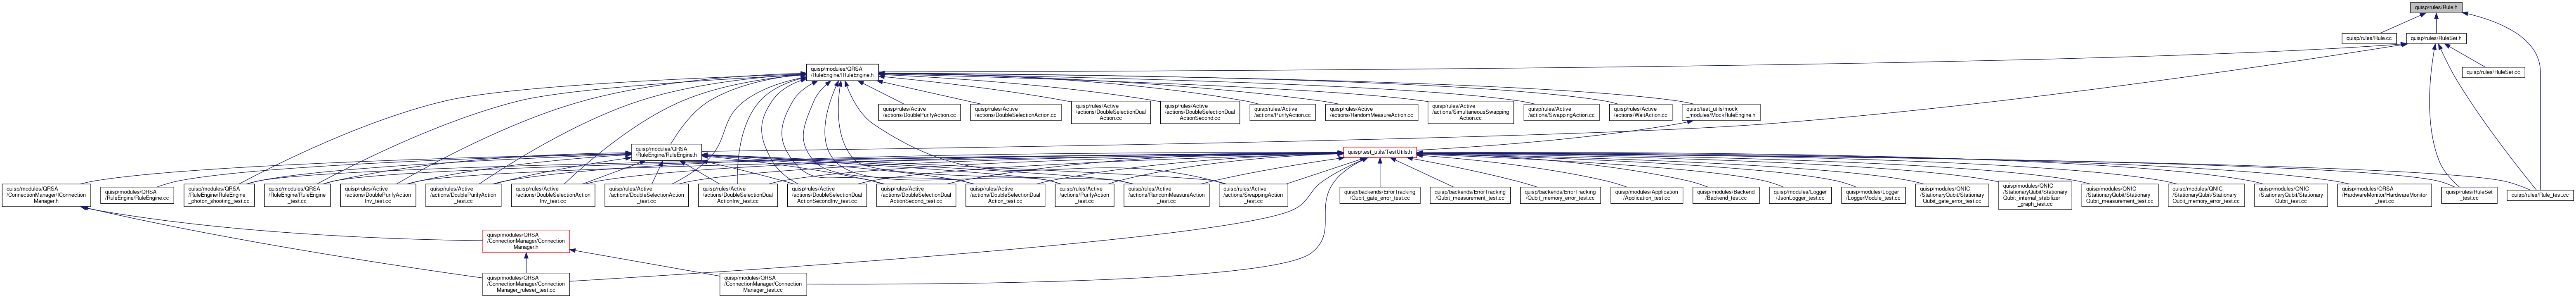 quisp/rules/Rule.h
quisp/rules/Rule.cc
quisp/rules/RuleSet.h
quisp/modules/QRSA
/RuleEngine/IRuleEngine.h
quisp/rules/RuleSet.cc
quisp/rules/Active
actions/DoublePurifyAction.cc
quisp/rules/Active
actions/DoubleSelectionAction.cc
quisp/rules/Active
actions/DoubleSelectionDual
Action.cc
quisp/rules/Active
actions/DoubleSelectionDual
ActionSecond.cc
quisp/rules/Active
actions/PurifyAction.cc
quisp/rules/Active
actions/RandomMeasureAction.cc
quisp/rules/Active
actions/SimultaneousSwapping
Action.cc
quisp/rules/Active
actions/SwappingAction.cc
quisp/rules/Active
actions/WaitAction.cc
quisp/test_utils/mock
_modules/MockRuleEngine.h
quisp/modules/QRSA
/RuleEngine/RuleEngine.h
quisp/test_utils/TestUtils.h
quisp/modules/QRSA
/ConnectionManager/IConnection
Manager.h
quisp/modules/QRSA
/RuleEngine/RuleEngine.cc
quisp/modules/QRSA
/RuleEngine/RuleEngine
_photon_shooting_test.cc
quisp/modules/QRSA
/RuleEngine/RuleEngine
_test.cc
quisp/rules/Active
actions/DoublePurifyAction
Inv_test.cc
quisp/rules/Active
actions/DoublePurifyAction
_test.cc
quisp/rules/Active
actions/DoubleSelectionAction
Inv_test.cc
quisp/rules/Active
actions/DoubleSelectionAction
_test.cc
quisp/rules/Active
actions/DoubleSelectionDual
ActionInv_test.cc
quisp/rules/Active
actions/DoubleSelectionDual
ActionSecondInv_test.cc
quisp/rules/Active
actions/DoubleSelectionDual
ActionSecond_test.cc
quisp/rules/Active
actions/DoubleSelectionDual
Action_test.cc
quisp/rules/Active
actions/PurifyAction
_test.cc
quisp/rules/Active
actions/RandomMeasureAction
_test.cc
quisp/rules/Active
actions/SwappingAction
_test.cc
quisp/backends/ErrorTracking
/Qubit_gate_error_test.cc
quisp/backends/ErrorTracking
/Qubit_measurement_test.cc
quisp/backends/ErrorTracking
/Qubit_memory_error_test.cc
quisp/modules/Application
/Application_test.cc
quisp/modules/Backend
/Backend_test.cc
quisp/modules/Logger
/JsonLogger_test.cc
quisp/modules/Logger
/LoggerModule_test.cc
quisp/modules/QNIC
/StationaryQubit/Stationary
Qubit_gate_error_test.cc
quisp/modules/QNIC
/StationaryQubit/Stationary
Qubit_internal_stabilizer
_graph_test.cc
quisp/modules/QNIC
/StationaryQubit/Stationary
Qubit_measurement_test.cc
quisp/modules/QNIC
/StationaryQubit/Stationary
Qubit_memory_error_test.cc
quisp/modules/QNIC
/StationaryQubit/Stationary
Qubit_test.cc
quisp/modules/QRSA
/HardwareMonitor/HardwareMonitor
_test.cc
quisp/rules/RuleSet
_test.cc
quisp/rules/Rule_test.cc
quisp/modules/QRSA
/ConnectionManager/Connection
Manager.h
quisp/modules/QRSA
/ConnectionManager/Connection
Manager_ruleset_test.cc
quisp/modules/QRSA
/ConnectionManager/Connection
Manager_test.cc